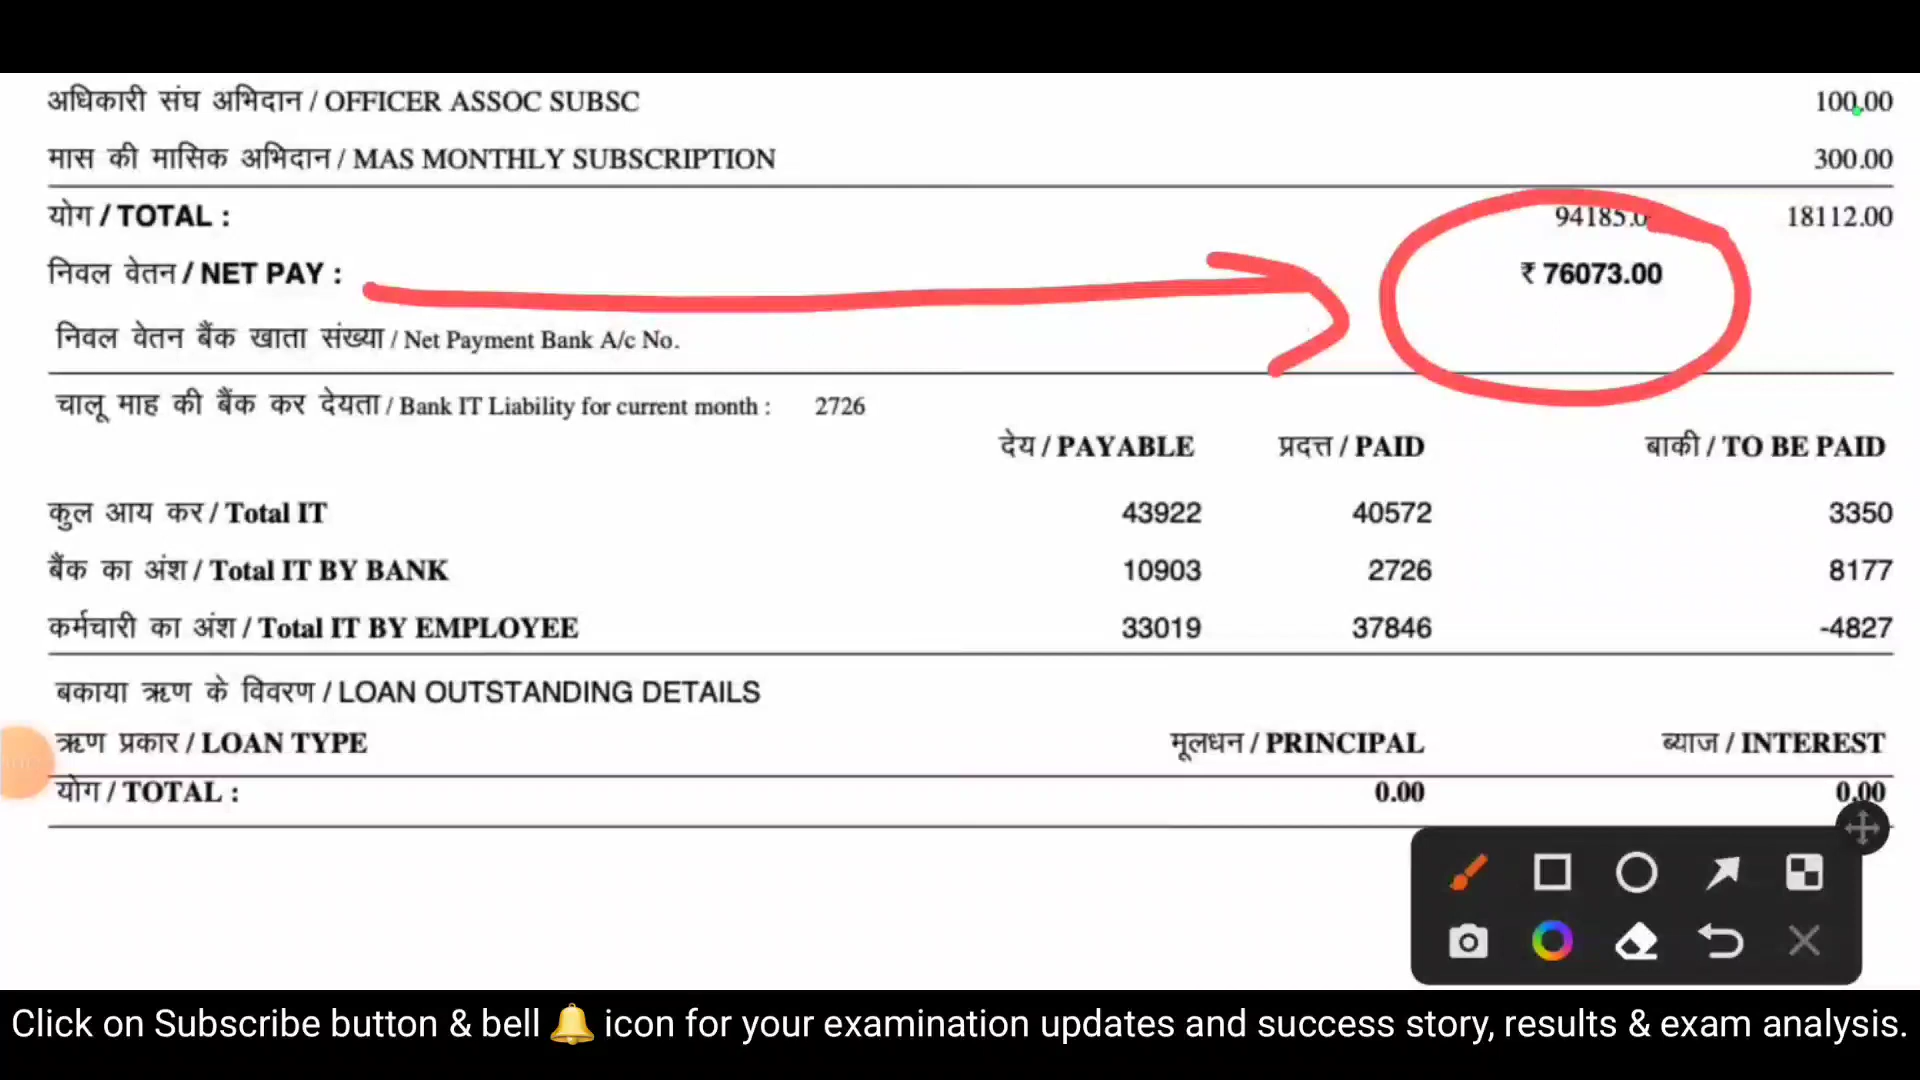 अधिकारी संघ अभिदान / OFFICER ASSOC SUBSC 100.00
मास की मासिक अभिदान / MAS MONTHLY SUBSCRIPTION 300.00
योग / TOTAL : 94185.0 18112.00
निवल वेतन / NET PAY : ₹ 76073.00
निवल वेतन बैंक खाता संख्या / Net Payment Bank A/c No.
चालू माह की बैंक कर देयता / Bank IT Liability for current month : 2726
देय / PAYABLE प्रदत्त / PAID बाकी / TO BE PAID
कुल आय कर / Total IT 43922 40572 3350
बैंक का अंश / Total IT BY BANK 10903 2726 8177
कर्मचारी का अंश / Total IT BY EMPLOYEE 33019 37846 -4827
बकाया ऋण के विवरण / LOAN OUTSTANDING DETAILS
ऋण प्रकार / LOAN TYPE मूलधन / PRINCIPAL ब्याज / INTEREST
योग / TOTAL : 0.00 0.00
Click on Subscribe button & bell 🔔 icon for your examination updates and success story, results & exam analysis.